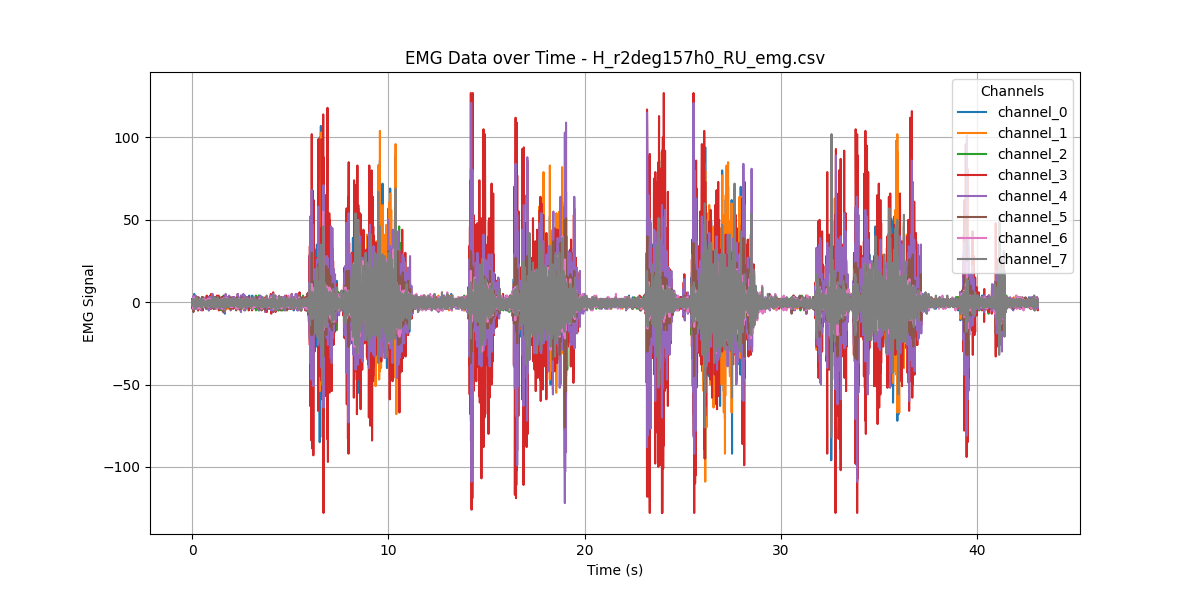 EMG Data over Time - H_r2deg157h0_RU_emg.csv
Channels
channel_0
channel_1
channel_2
channel_3
channel_4
channel_5
channel_6
channel_7
EMG Signal
100
50
0
−50
−100
0 10 20 30 40
Time (s)